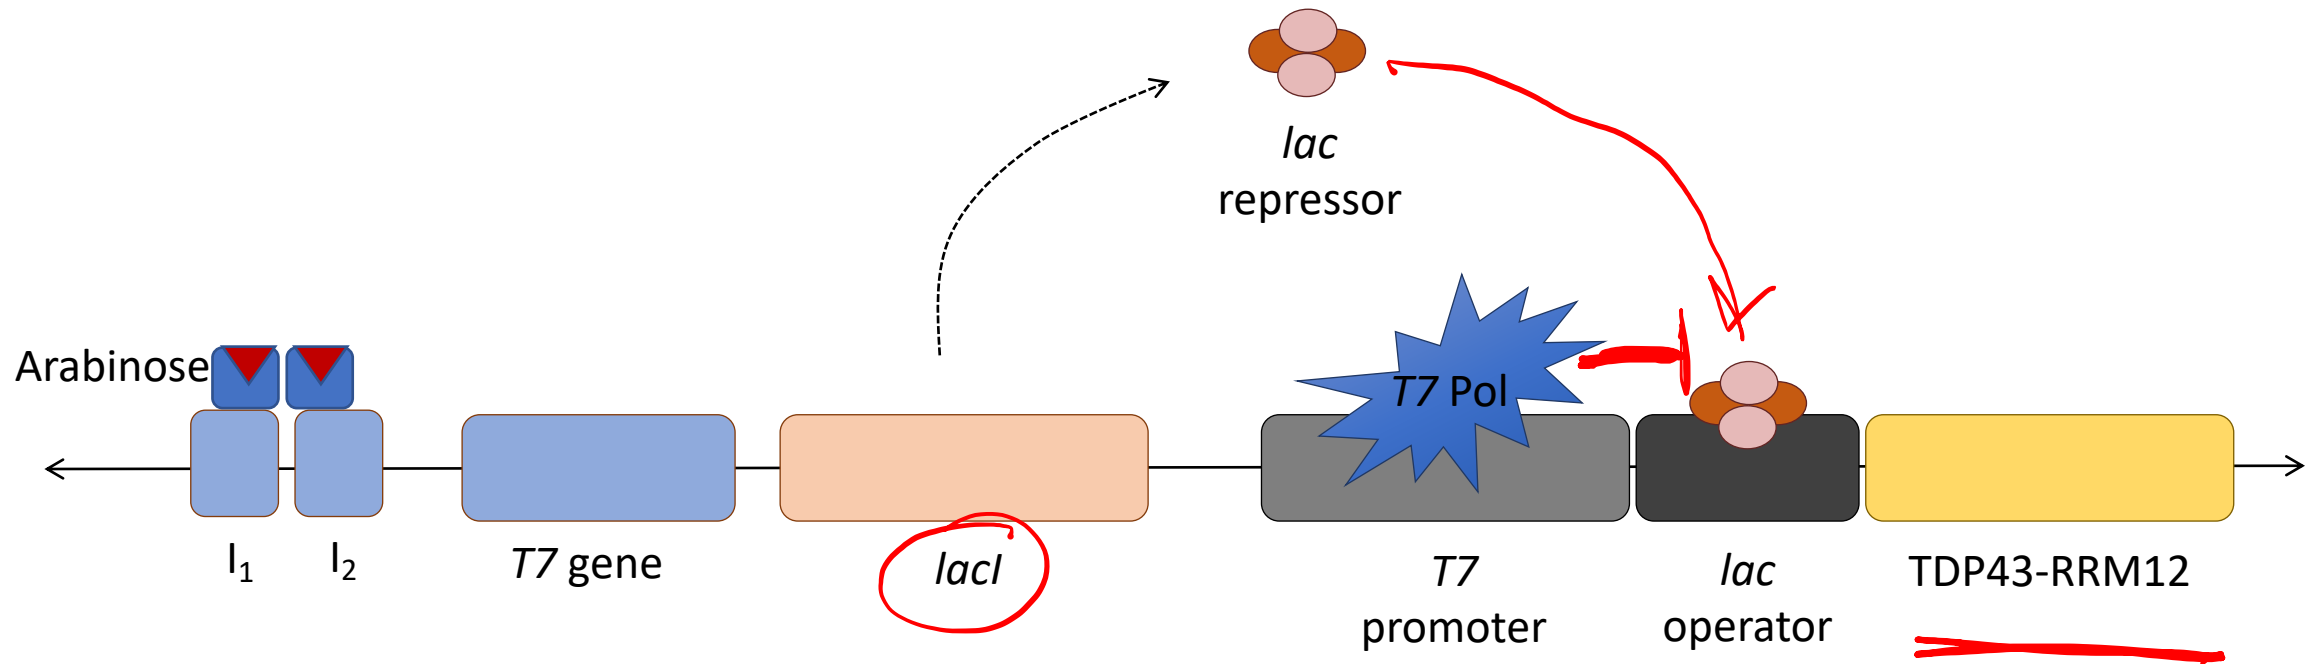 lac
repressor
Arabinose
T7 Pol
I₁
I₂
T7 gene
lacI
T7
promoter
lac
operator
TDP43-RRM12